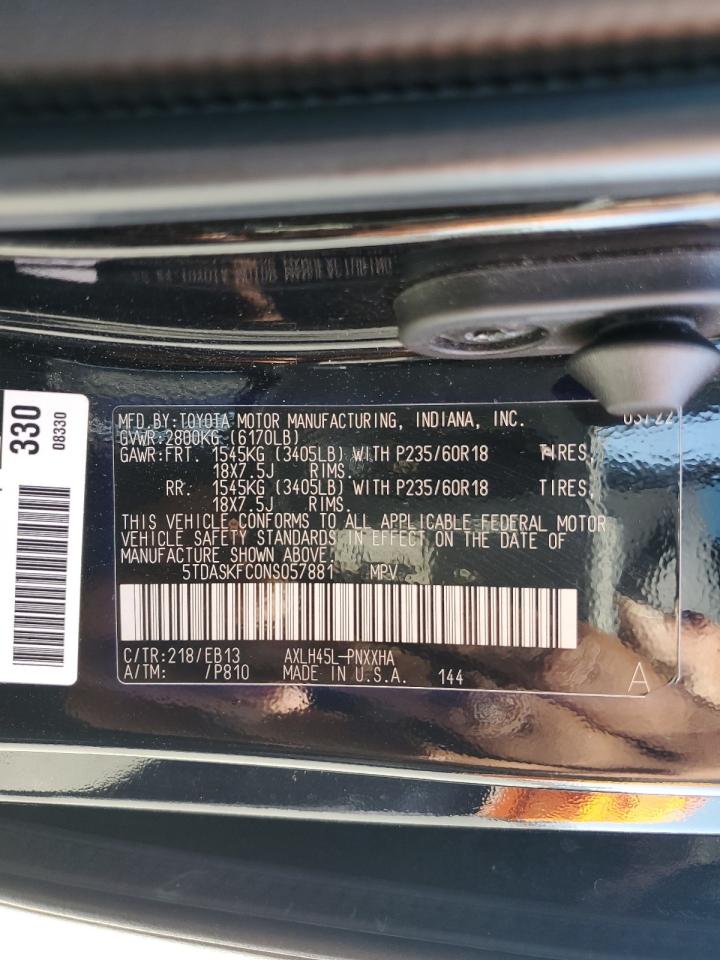 330
08330
MFD.BY:TOYOTA MOTOR MANUFACTURING, INDIANA, INC. 03/22
GVWR:2800KG (6170LB)
GAWR:FRT. 1545KG (3405LB) WITH P235/60R18 TIRES,
18X7.5J RIMS.
RR. 1545KG (3405LB) WITH P235/60R18 TIRES,
18X7.5J RIMS.
THIS VEHICLE CONFORMS TO ALL APPLICABLE FEDERAL MOTOR
VEHICLE SAFETY STANDARDS IN EFFECT ON THE DATE OF
MANUFACTURE SHOWN ABOVE.
5TDASKFC0NS057881 MPV
C/TR:218/EB13 AXLH45L-PNXXHA
A/TM: /P810 MADE IN U.S.A. 144 A